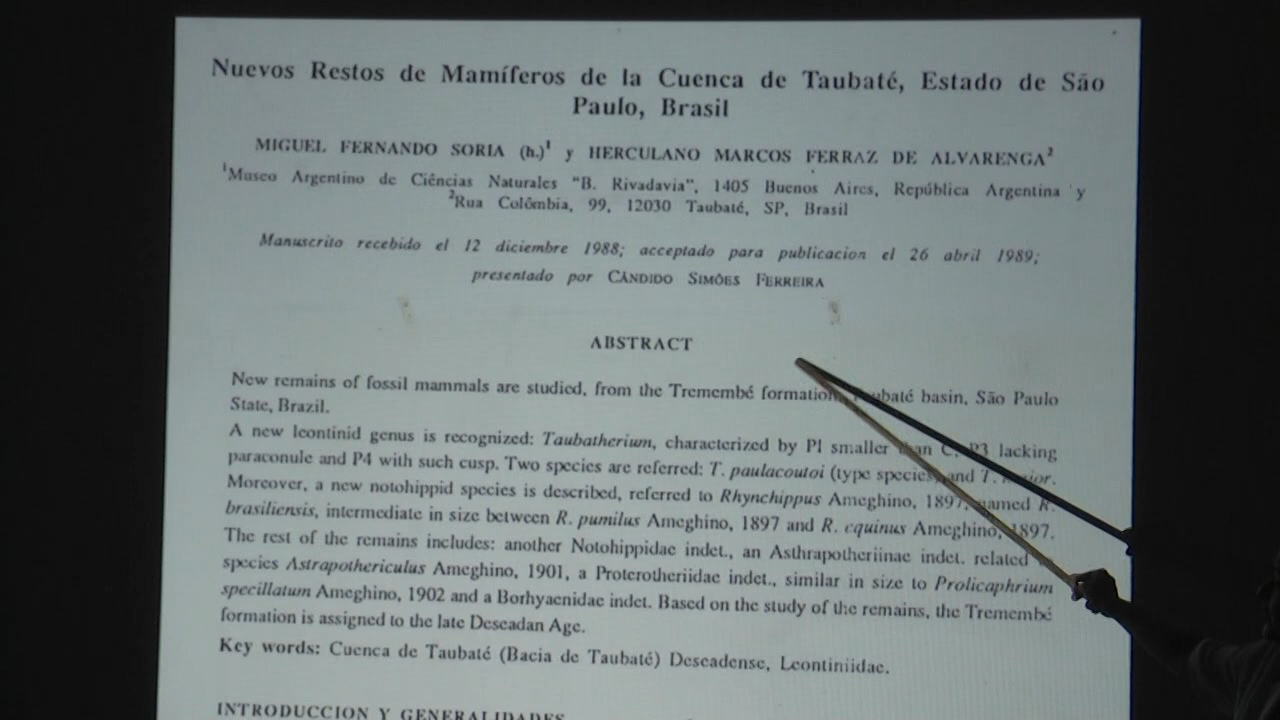 Nuevos Restos de Mamíferos de la Cuenca de Taubaté, Estado de São
Paulo, Brasil
MIGUEL FERNANDO SORIA (h.)¹ y HERCULANO MARCOS FERRAZ DE ALVARENGA²
¹Museo Argentino de Ciências Naturales "B. Rivadavia", 1405 Buenos Aires, República Argentina y
²Rua Colômbia, 99, 12030 Taubaté, SP, Brasil
Manuscrito recebido el 12 diciembre 1988; acceptado para publicacion el 26 abril 1989;
presentado por CÂNDIDO SIMÕES FERREIRA
ABSTRACT
New remains of fossil mammals are studied, from the Tremembé formation, basin, São Paulo
State, Brazil.
A new leontinid genus is recognized: Taubatherium, characterized by P1 smaller than C, P3 lacking
paraconule and P4 with such cusp. Two species are referred: T. paulacoutoi (type species) and T.
Moreover, a new notohippid species is described, referred to Rhynchippus Ameghino, 1897, named R.
brasiliensis, intermediate in size between R. pumilus Ameghino, 1897 and R. equinus Ameghino, 1897.
The rest of the remains includes: another Notohippidae indet., an Asthrapotheriinae indet. related
species Astrapothericulus Ameghino, 1901, a Proterotheriidae indet., similar in size to Prolicaphrium
specillatum Ameghino, 1902 and a Borhyaenidae indet. Based on the study of the remains, the Tremembé
formation is assigned to the late Deseadan Age.
Key words: Cuenca de Taubaté (Bacia de Taubaté) Deseadense, Leontiniidae.
INTRODUCCION Y GENERALIDADES